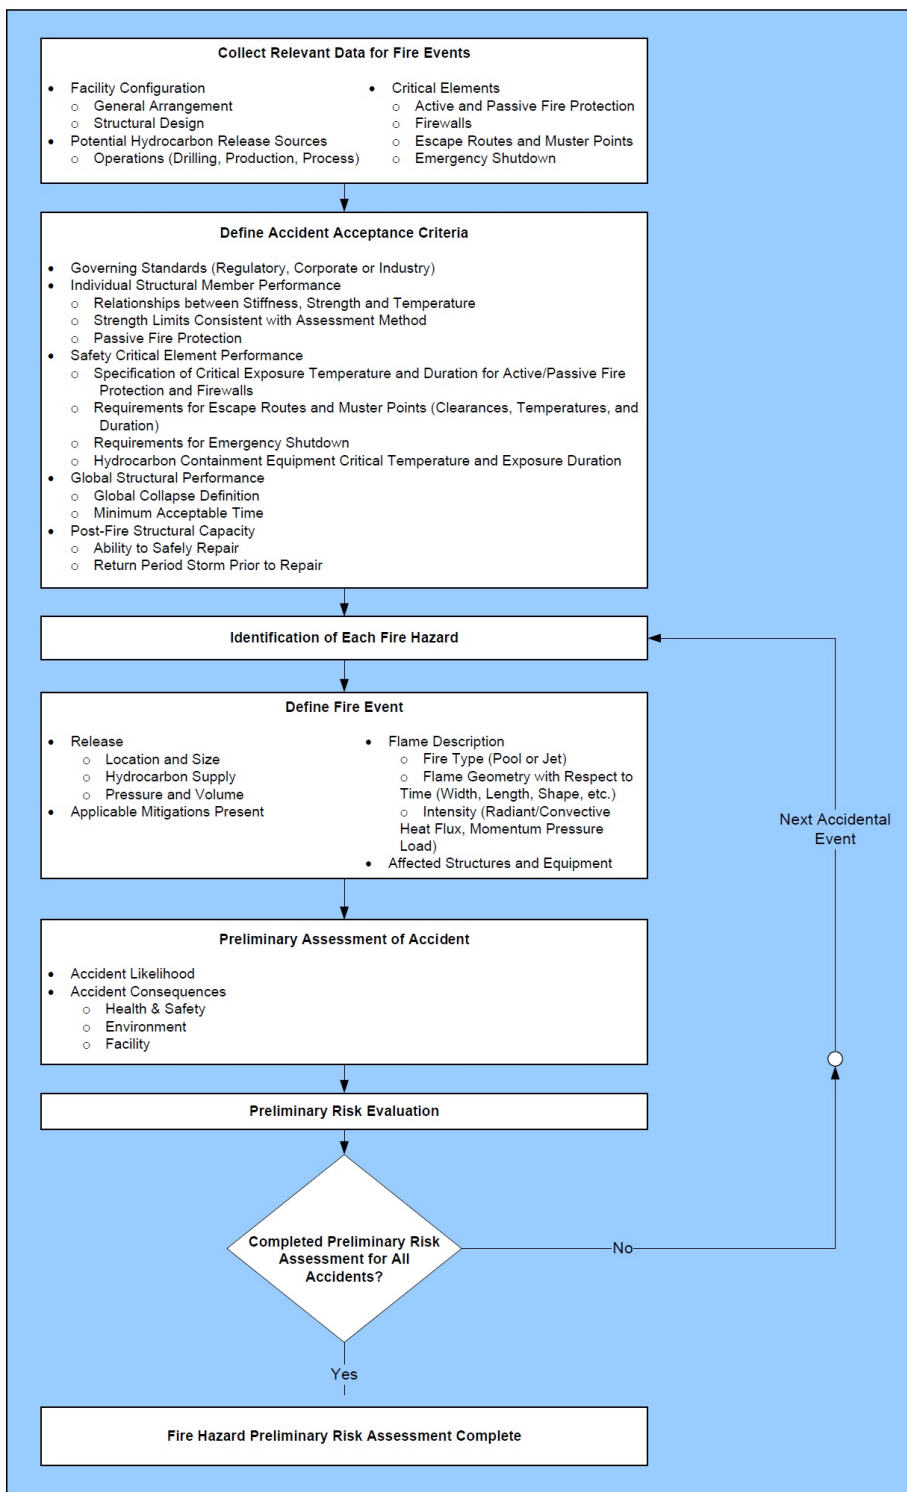 Collect Relevant Data for Fire Events
• Facility Configuration
o General Arrangement
o Structural Design
• Potential Hydrocarbon Release Sources
o Operations (Drilling, Production, Process)
• Critical Elements
o Active and Passive Fire Protection
o Firewalls
o Escape Routes and Muster Points
o Emergency Shutdown
Define Accident Acceptance Criteria
• Governing Standards (Regulatory, Corporate or Industry)
• Individual Structural Member Performance
o Relationships between Stiffness, Strength and Temperature
o Strength Limits Consistent with Assessment Method
o Passive Fire Protection
• Safety Critical Element Performance
o Specification of Critical Exposure Temperature and Duration for Active/Passive Fire
Protection and Firewalls
o Requirements for Escape Routes and Muster Points (Clearances, Temperatures, and
Duration)
o Requirements for Emergency Shutdown
o Hydrocarbon Containment Equipment Critical Temperature and Exposure Duration
• Global Structural Performance
o Global Collapse Definition
o Minimum Acceptable Time
• Post-Fire Structural Capacity
o Ability to Safely Repair
o Return Period Storm Prior to Repair
Identification of Each Fire Hazard
Define Fire Event
• Release
o Location and Size
o Hydrocarbon Supply
o Pressure and Volume
• Applicable Mitigations Present
• Flame Description
o Fire Type (Pool or Jet)
o Flame Geometry with Respect to
Time (Width, Length, Shape, etc.)
o Intensity (Radiant/Convective
Heat Flux, Momentum Pressure
Load)
• Affected Structures and Equipment
Next Accidental
Event
Preliminary Assessment of Accident
• Accident Likelihood
• Accident Consequences
o Health & Safety
o Environment
o Facility
Preliminary Risk Evaluation
Completed Preliminary Risk
Assessment for All
Accidents?
No
Yes
Fire Hazard Preliminary Risk Assessment Complete